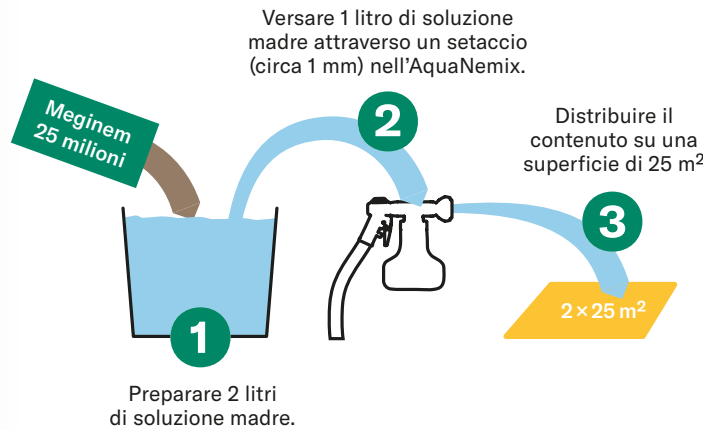 Versare 1 litro di soluzione
madre attraverso un setaccio
(circa 1 mm) nell'AquaNemix.
Meginem
25 milioni
2
Distribuire il
contenuto su una
superficie di 25 m²
3
2 × 25 m²
1
Preparare 2 litri
di soluzione madre.